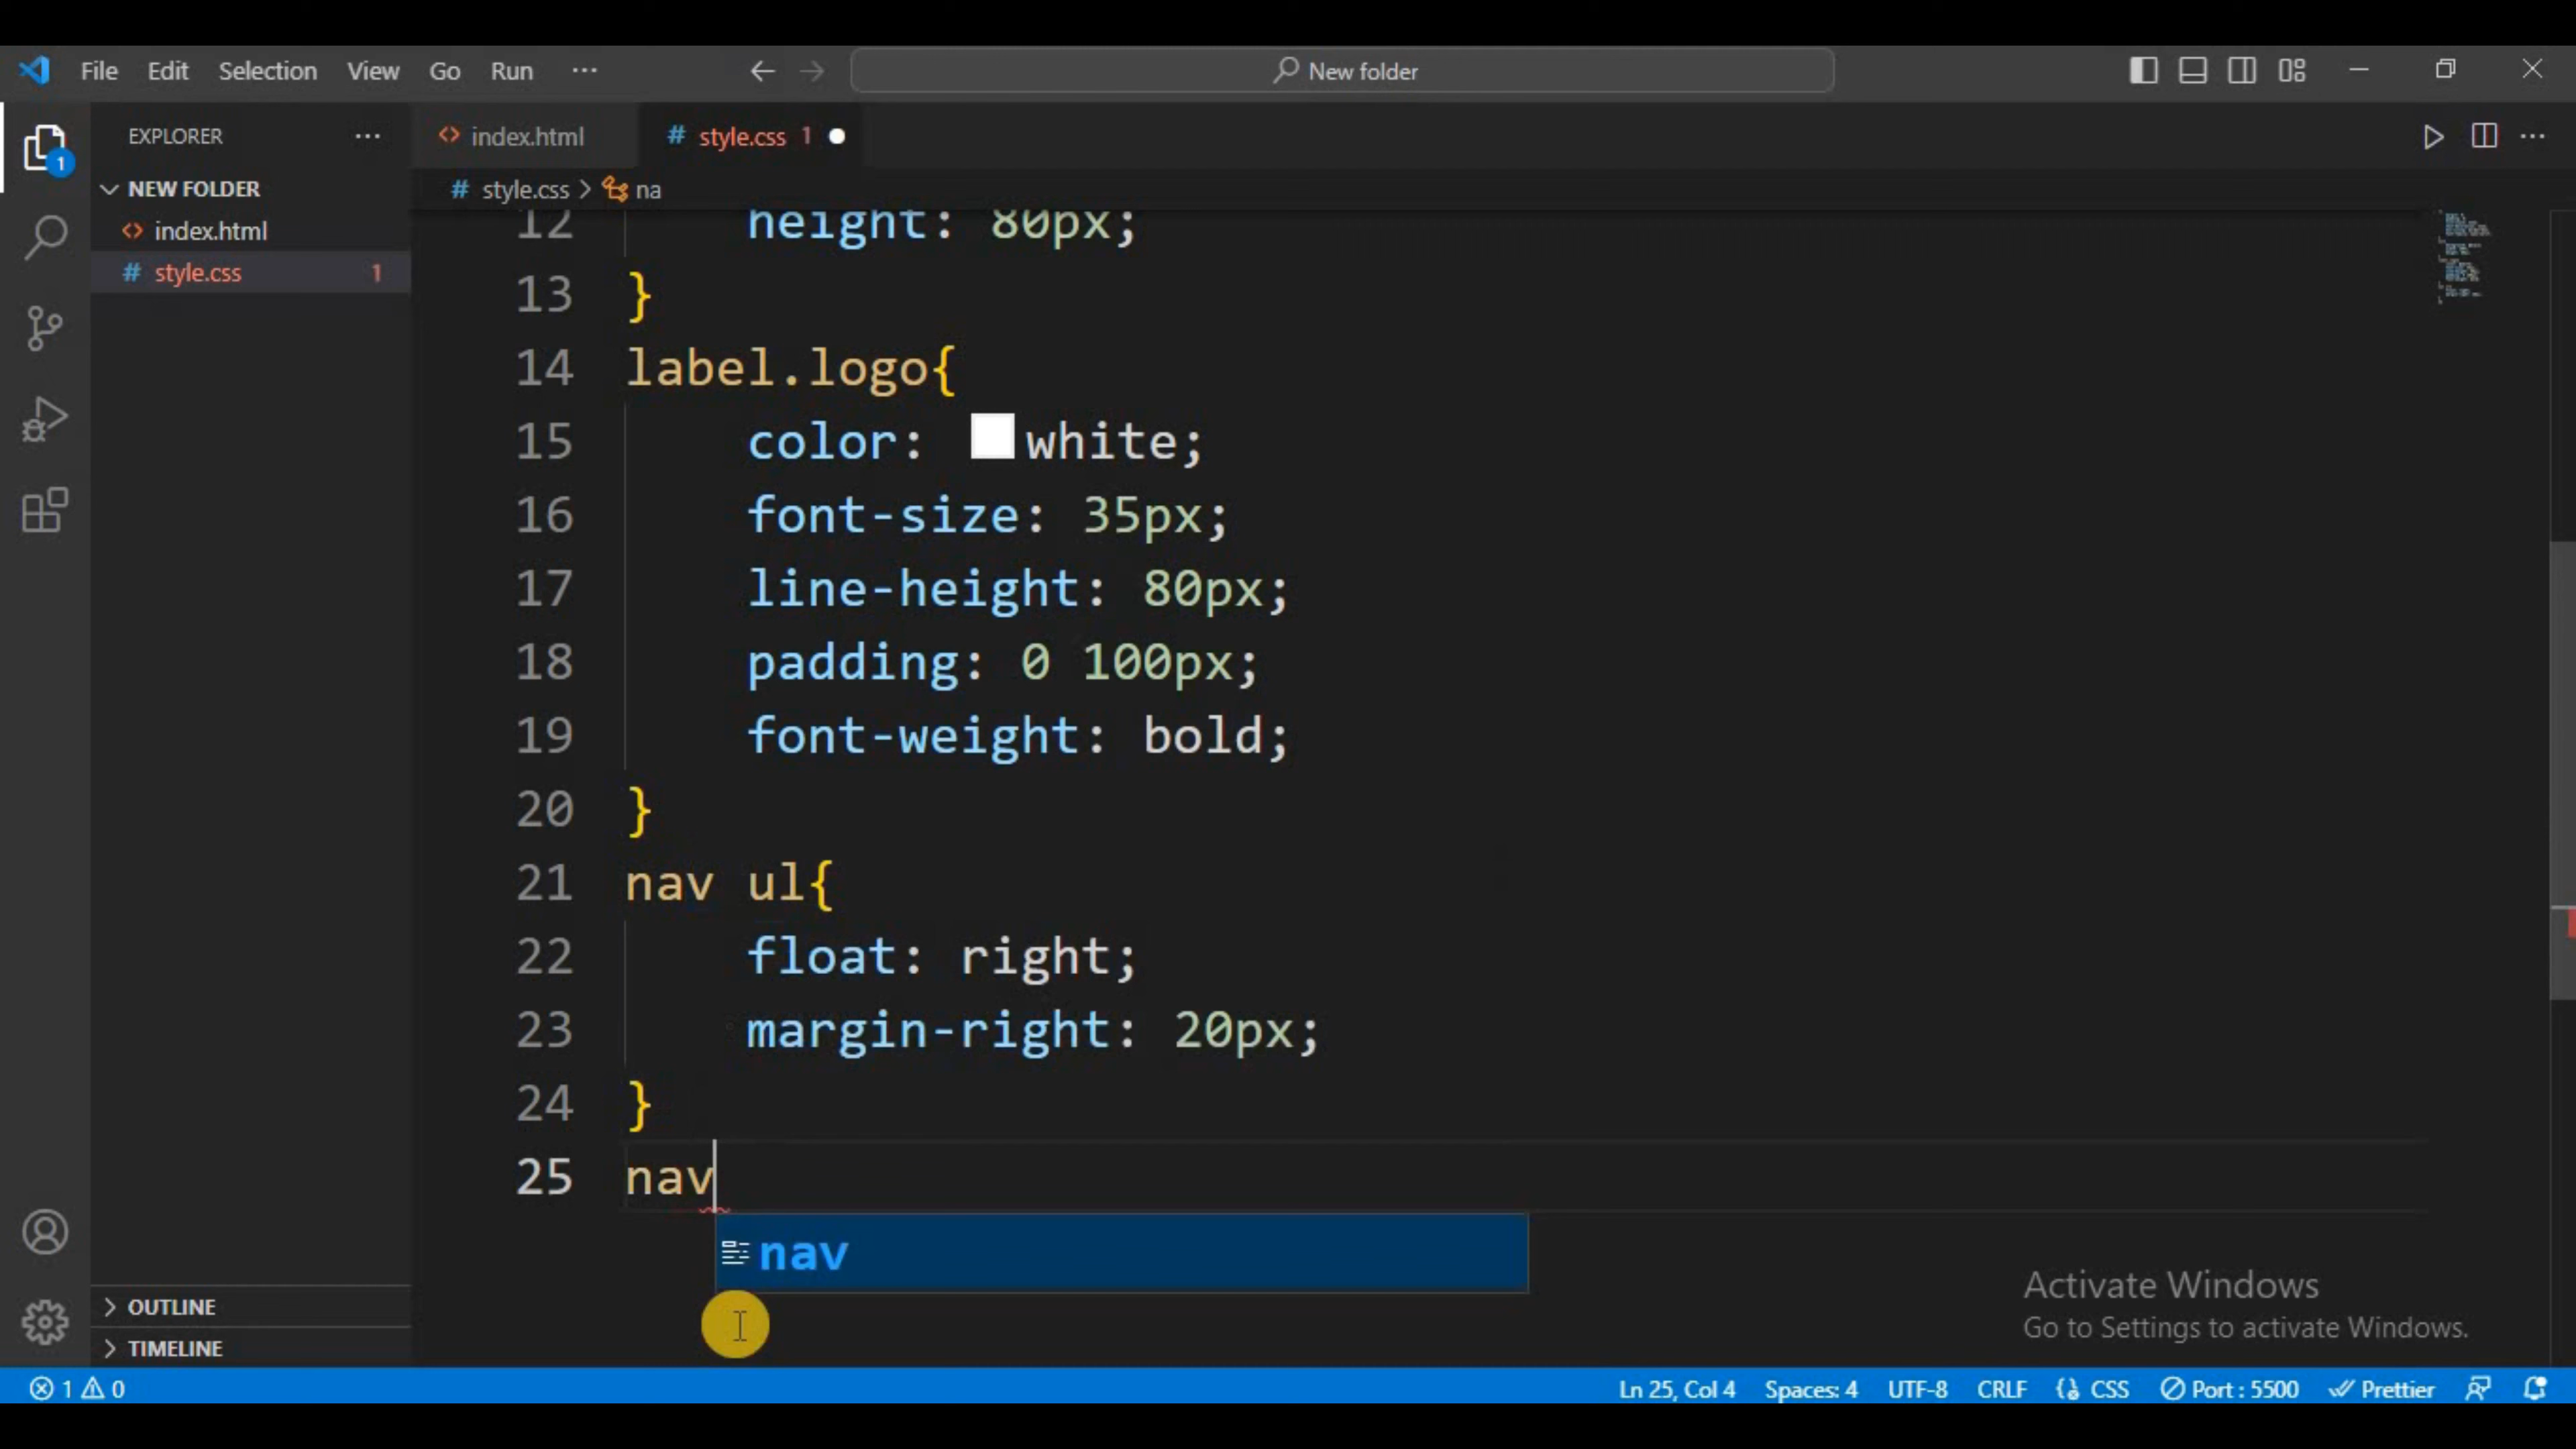 File Edit Selection View Go Run ···
New folder
EXPLORER ···
index.html
# style.css 1
NEW FOLDER
index.html
# style.css 1
# style.css > na
1
12 height: 80px;
13 }
14 label.logo{
15 color: white;
16 font-size: 35px;
17 line-height: 80px;
18 padding: 0 100px;
19 font-weight: bold;
20 }
21 nav ul{
22 float: right;
23 margin-right: 20px;
24 }
25 nav
nav
OUTLINE
TIMELINE
Activate Windows
Go to Settings to activate Windows.
1 0
Ln 25, Col 4 Spaces: 4 UTF-8 CRLF CSS Port : 5500 Prettier